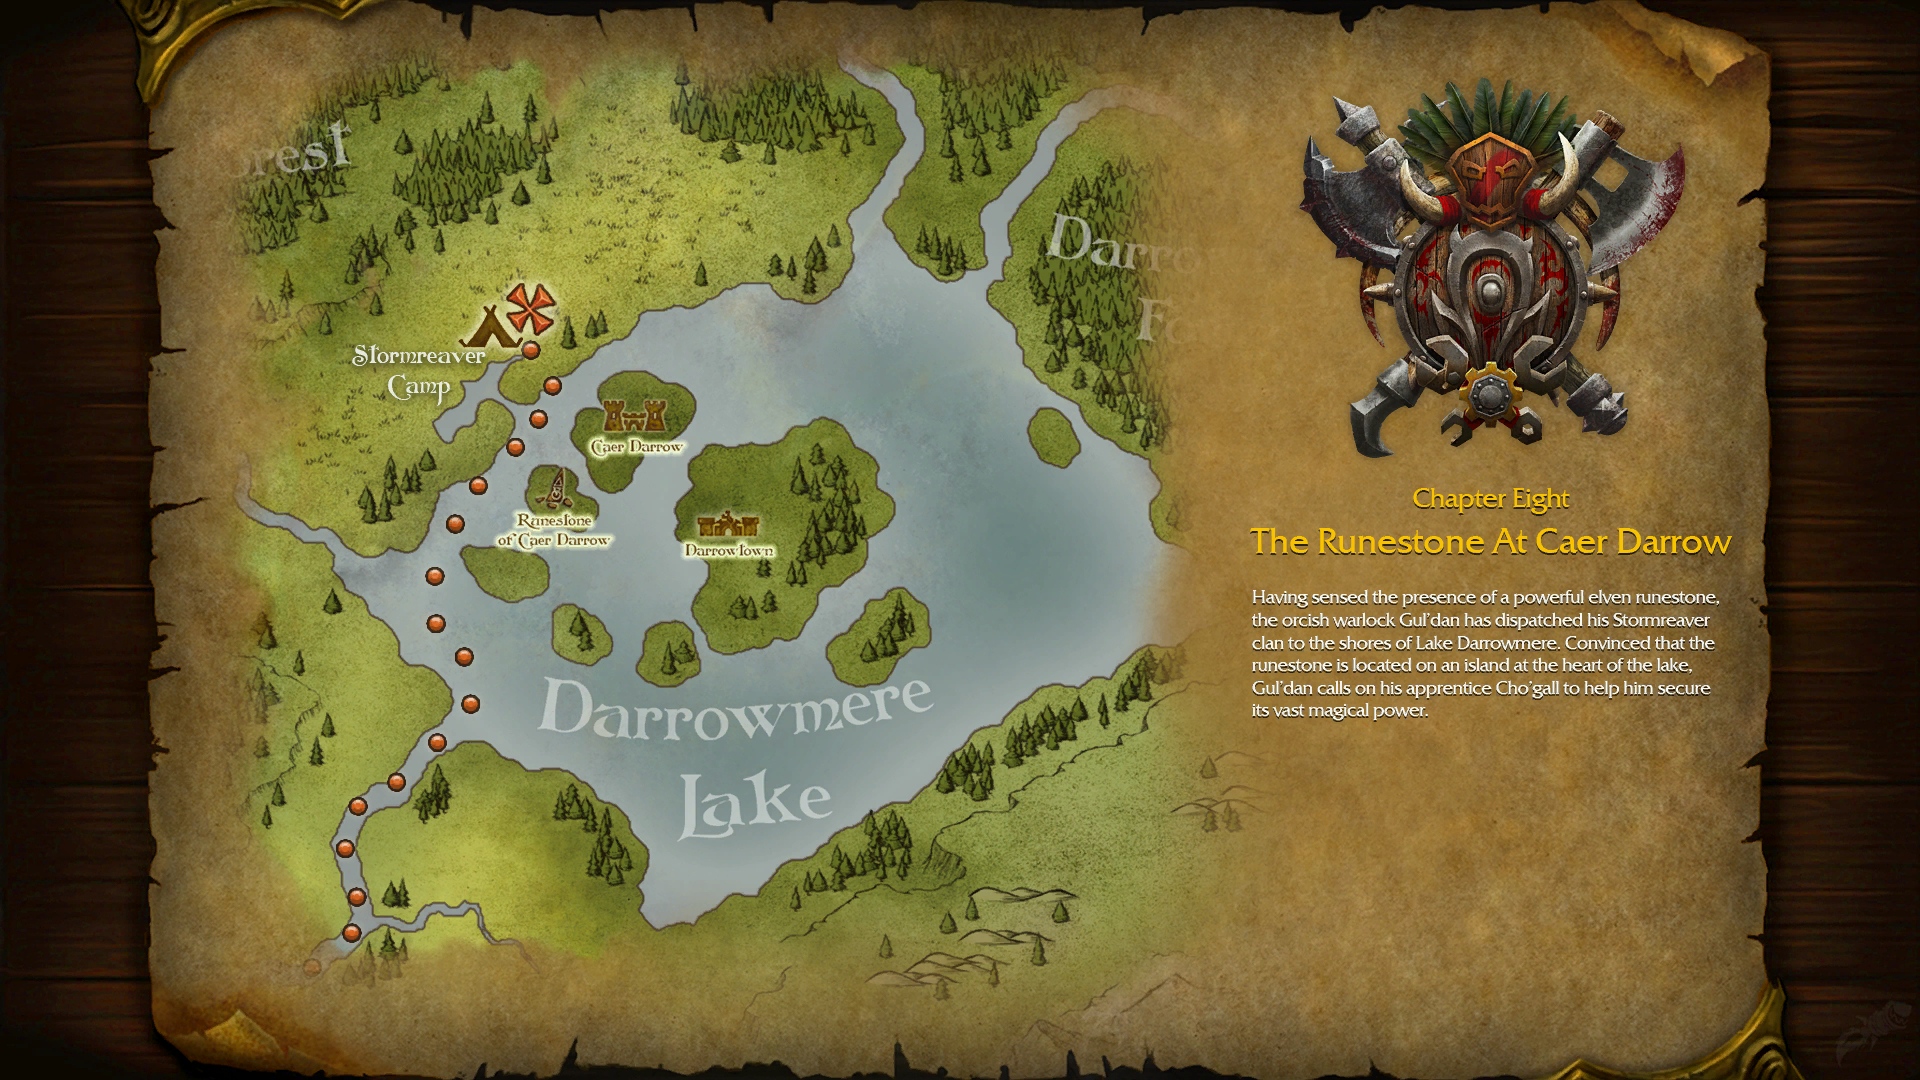 rest
Darro
Fo
Stormreaver
Camp
Caer Darrow
Runestone
of Caer Darrow
Darrowtown
Darrowmere
Lake
Chapter Eight
The Runestone At Caer Darrow
Having sensed the presence of a powerful elven runestone,
the orcish warlock Gul'dan has dispatched his Stormreaver
clan to the shores of Lake Darrowmere. Convinced that the
runestone is located on an island at the heart of the lake,
Gul'dan calls on his apprentice Cho'gall to help him secure
its vast magical power.